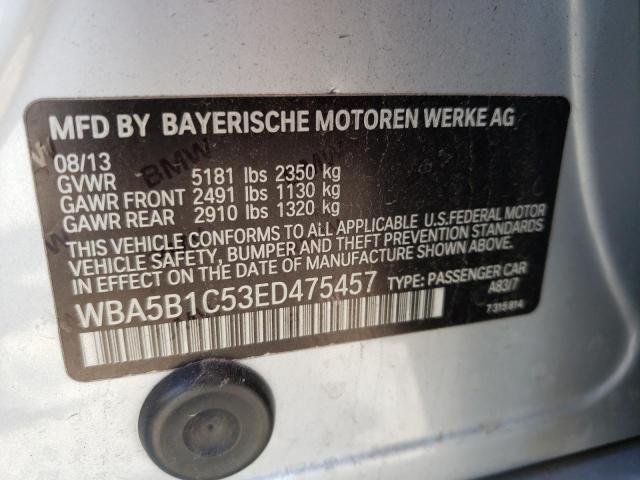 MFD BY BAYERISCHE MOTOREN WERKE AG
08/13
GVWR 5181 lbs 2350 kg
GAWR FRONT 2491 lbs 1130 kg
GAWR REAR 2910 lbs 1320 kg
THIS VEHICLE CONFORMS TO ALL APPLICABLE U.S.FEDERAL MOTOR
VEHICLE SAFETY, BUMPER, AND THEFT PREVENTION STANDARDS
IN EFFECT ON THE DATE OF MANUFACTURE SHOWN ABOVE.
WBA5B1C53ED475457 TYPE: PASSENGER CAR
A83/7
7315814
BMW